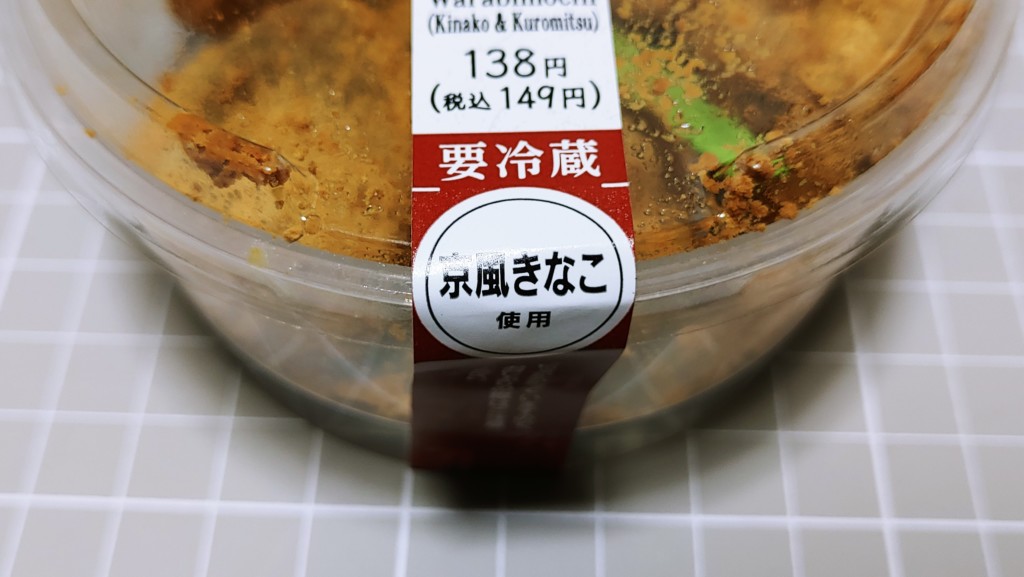 Warabimochi
(Kinako & Kuromitsu)
138円
(税込149円)
要冷蔵
京風きなこ
使用